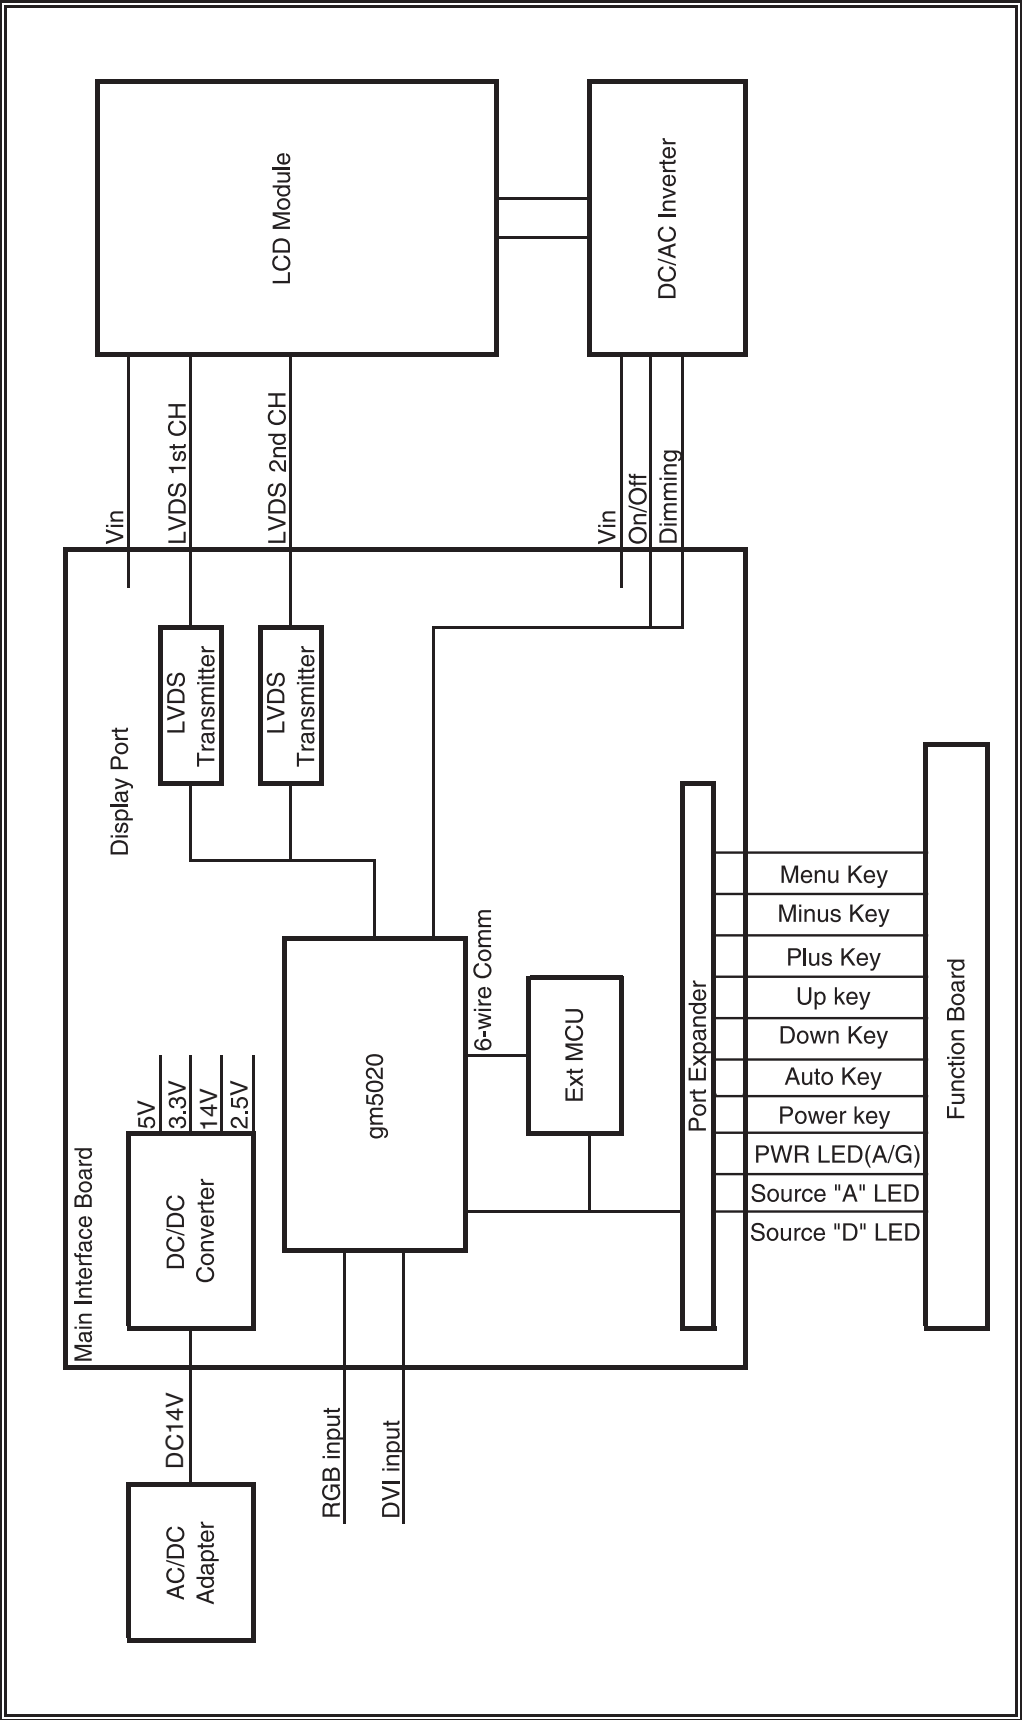 LCD Module
DC/AC Inverter
Vin
LVDS 1st CH
LVDS 2nd CH
Vin
On/Off
Dimming
Display Port
LVDS
Transmitter
LVDS
Transmitter
Main Interface Board
5V
3.3V
14V
2.5V
DC/DC
Converter
gm5020
6-wire Comm
Ext MCU
Port Expander
Menu Key
Minus Key
Plus Key
Up key
Down Key
Auto Key
Power key
PWR LED(A/G)
Source "A" LED
Source "D" LED
Function Board
DC14V
RGB input
DVI input
AC/DC
Adapter